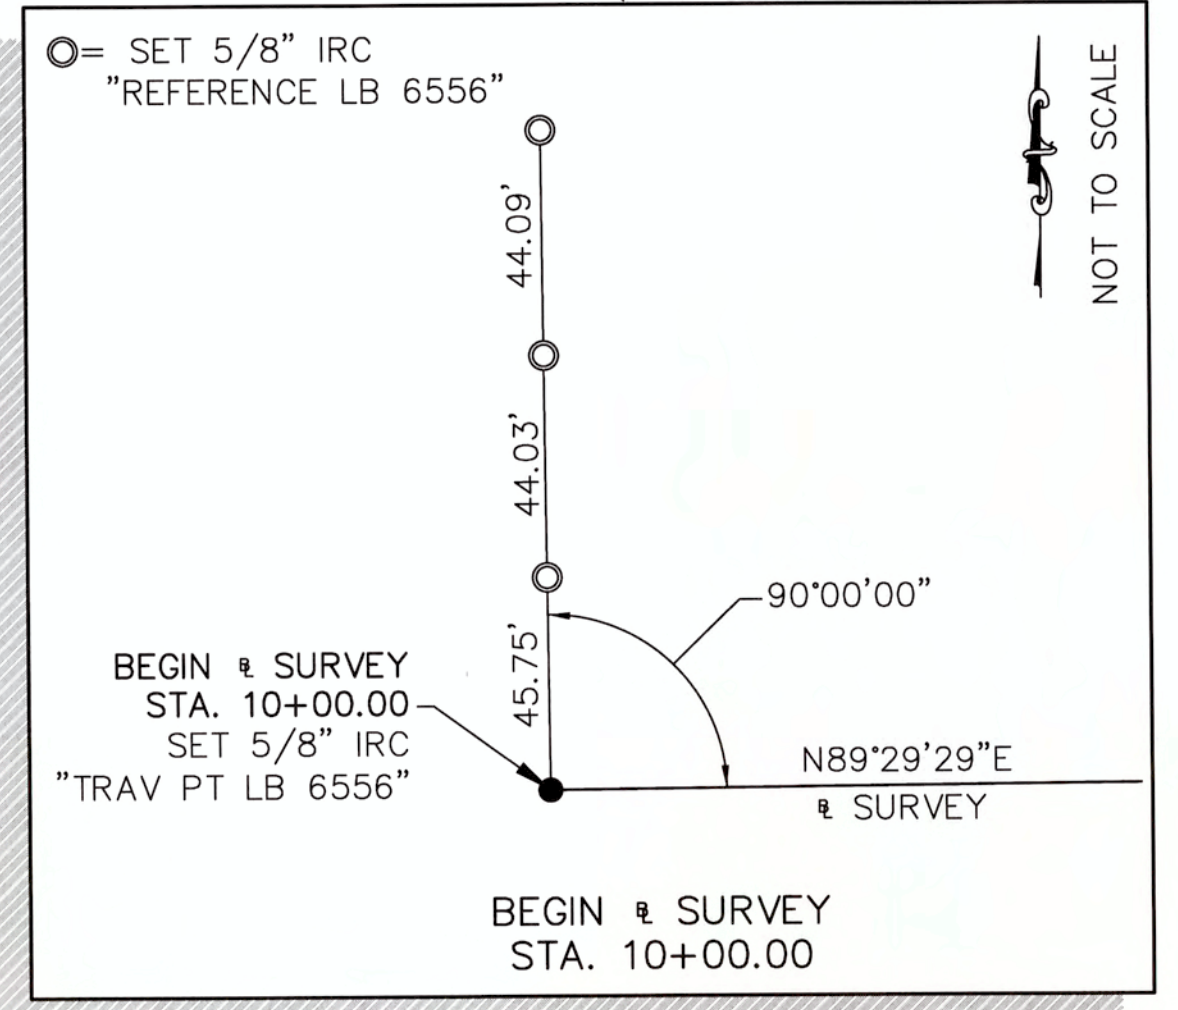 ◎= SET 5/8” IRC
”REFERENCE LB 6556”
NOT TO SCALE
44.09’
44.03’
45.75’
90°00’00”
BEGIN ⅊ SURVEY
STA. 10+00.00
SET 5/8” IRC
”TRAV PT LB 6556”
N89°29’29”E
⅊ SURVEY
BEGIN ⅊ SURVEY
STA. 10+00.00